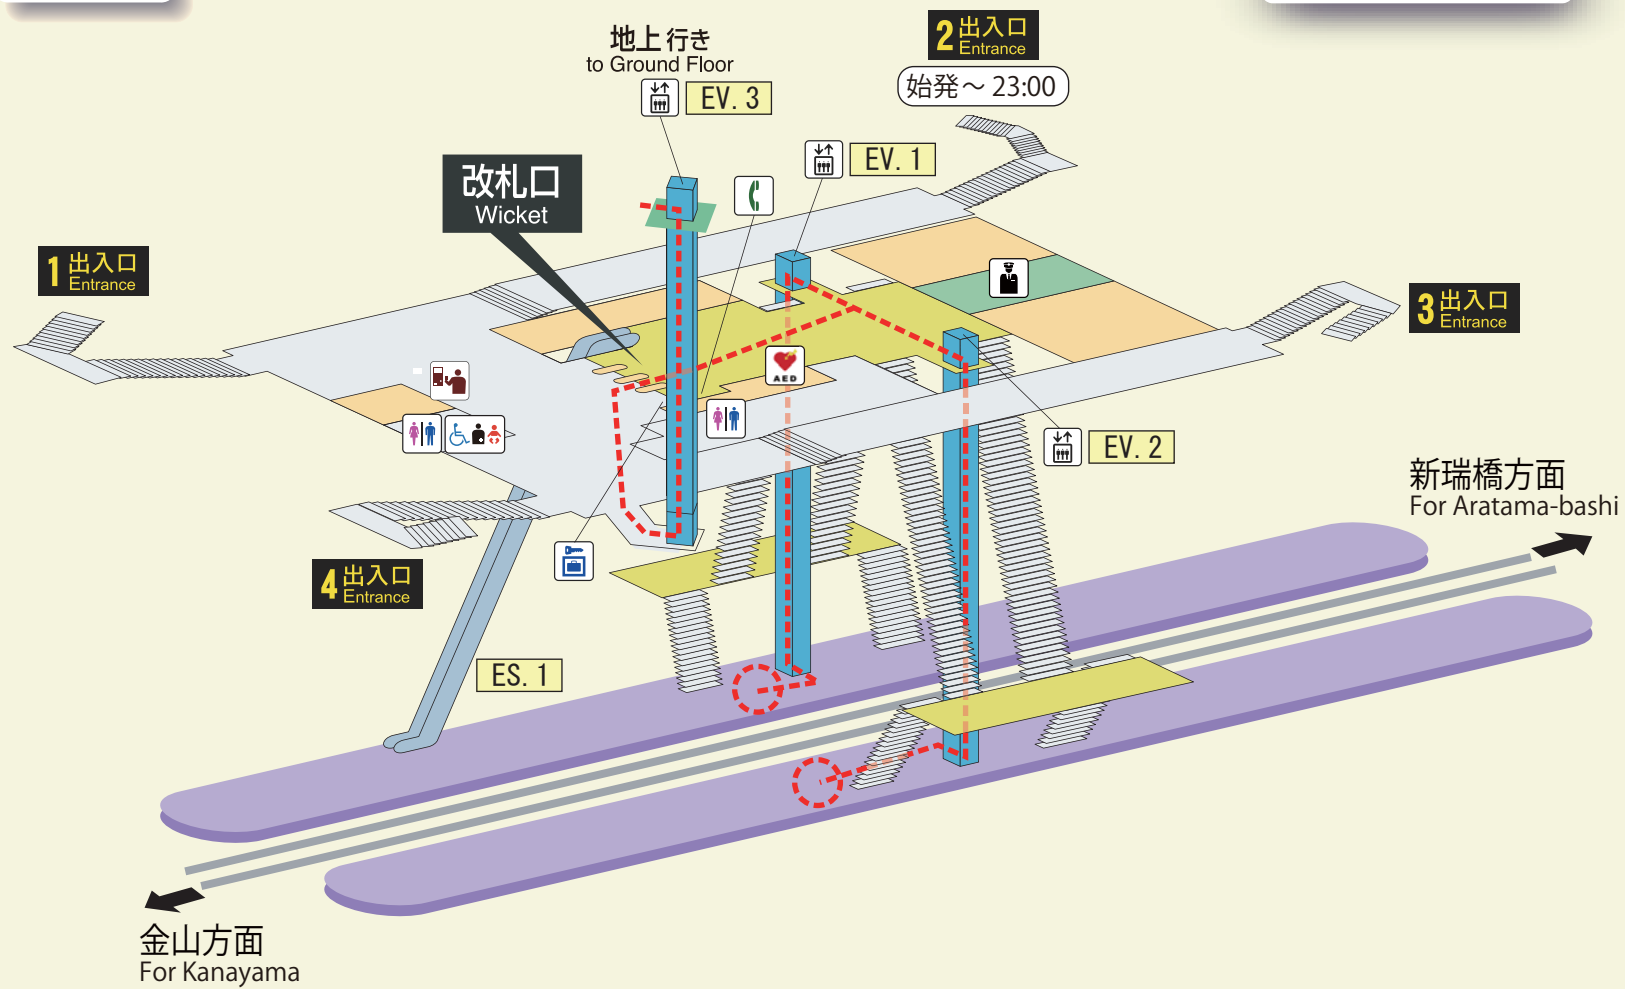 地上行き
to Ground Floor
EV. 3
2 出入口
Entrance
始発～23:00
EV. 1
改札口
Wicket
1 出入口
Entrance
3 出入口
Entrance
AED
EV. 2
新瑞橋方面
For Aratama-bashi
4 出入口
Entrance
ES. 1
金山方面
For Kanayama